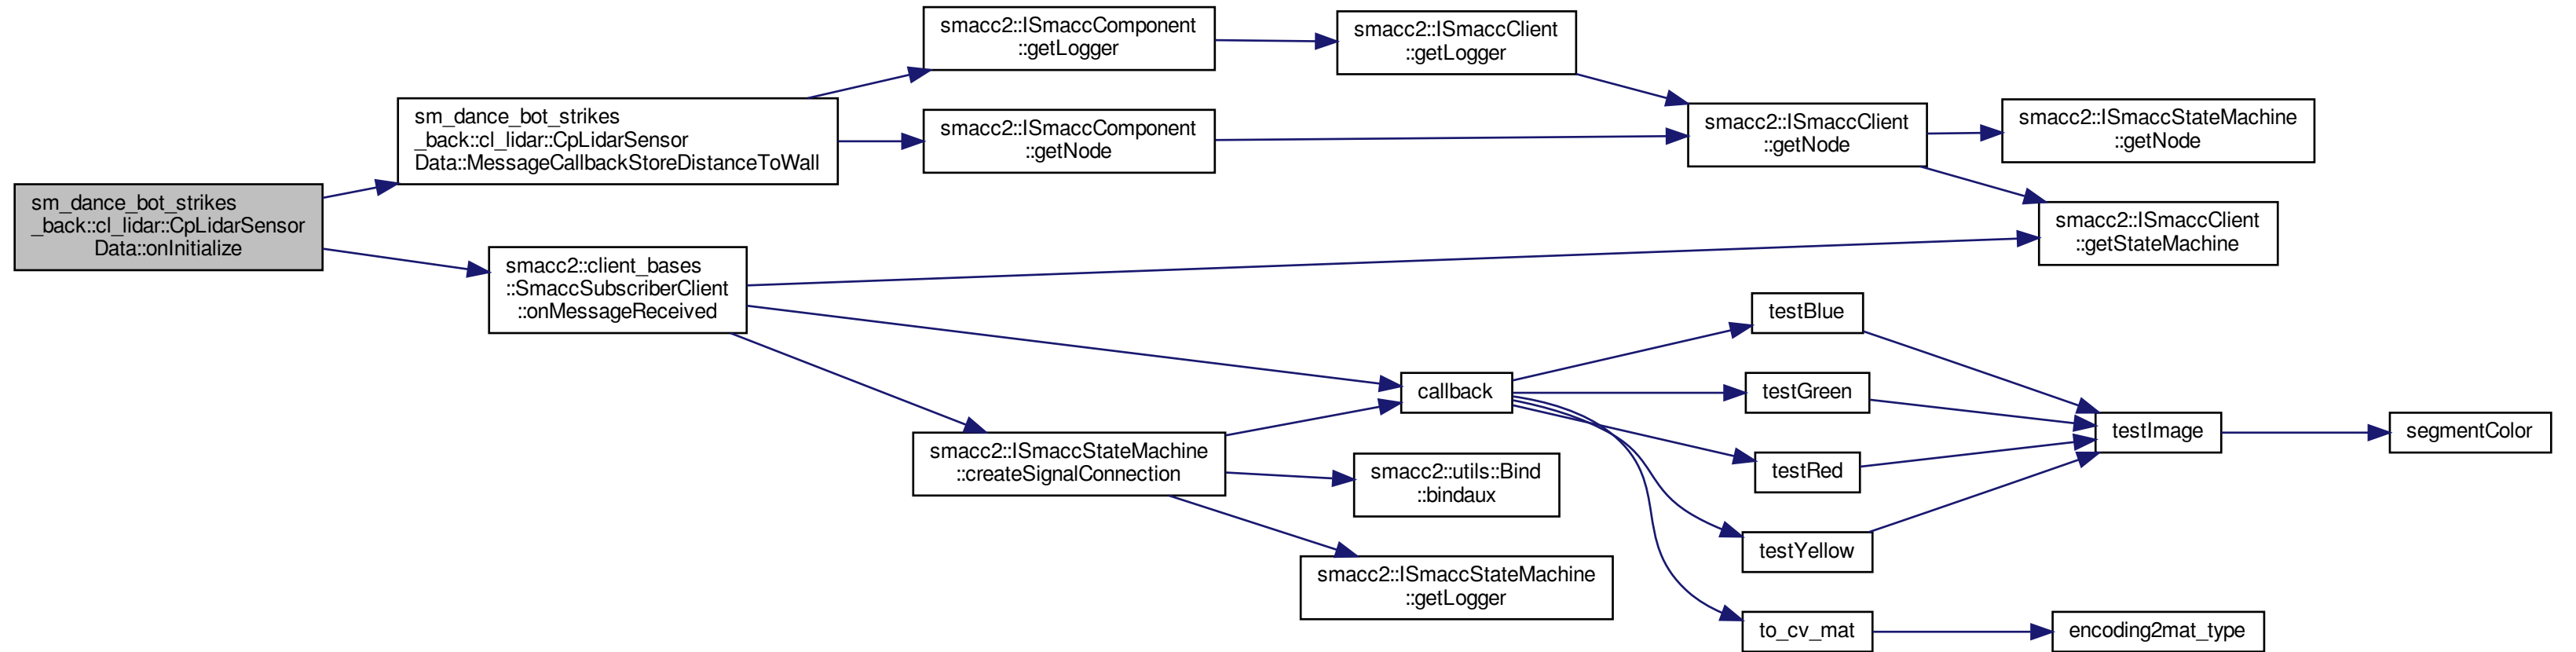 sm_dance_bot_strikes
_back::cl_lidar::CpLidarSensor
Data::onInitialize
sm_dance_bot_strikes
_back::cl_lidar::CpLidarSensor
Data::MessageCallbackStoreDistanceToWall
smacc2::ISmaccComponent
::getLogger
smacc2::ISmaccClient
::getLogger
smacc2::ISmaccComponent
::getNode
smacc2::ISmaccClient
::getNode
smacc2::ISmaccStateMachine
::getNode
smacc2::ISmaccClient
::getStateMachine
smacc2::client_bases
::SmaccSubscriberClient
::onMessageReceived
smacc2::ISmaccStateMachine
::createSignalConnection
callback
smacc2::utils::Bind
::bindaux
smacc2::ISmaccStateMachine
::getLogger
testBlue
testGreen
testRed
testYellow
to_cv_mat
testImage
segmentColor
encoding2mat_type